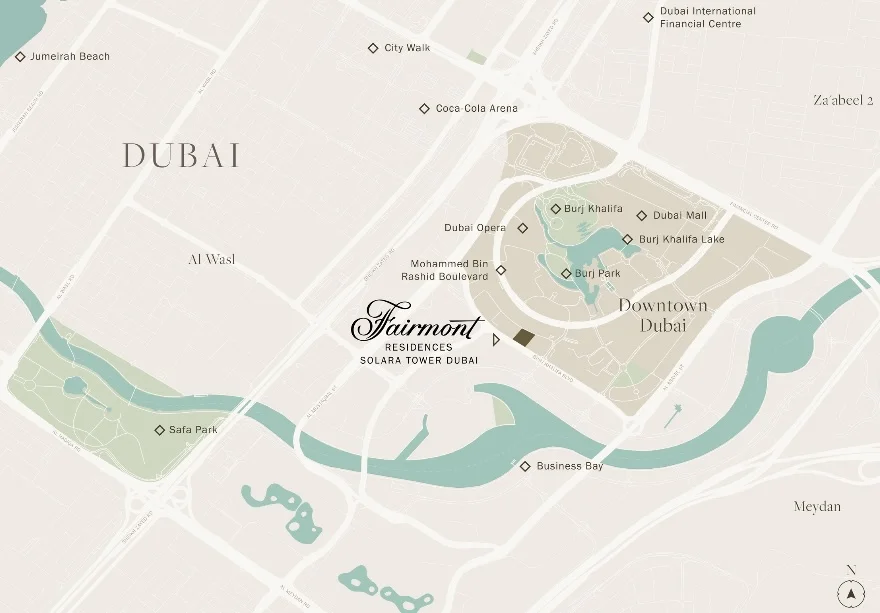 Dubai International
Financial Centre
City Walk
Jumeirah Beach
Za'abeel 2
Coca-Cola Arena
DUBAI
Burj Khalifa
Dubai Mall
Dubai Opera
Burj Khalifa Lake
Al Wasl
Mohammed Bin
Rashid Boulevard
Burj Park
Downtown
Dubai
Fairmont
RESIDENCES
SOLARA TOWER DUBAI
Safa Park
Business Bay
Meydan
N